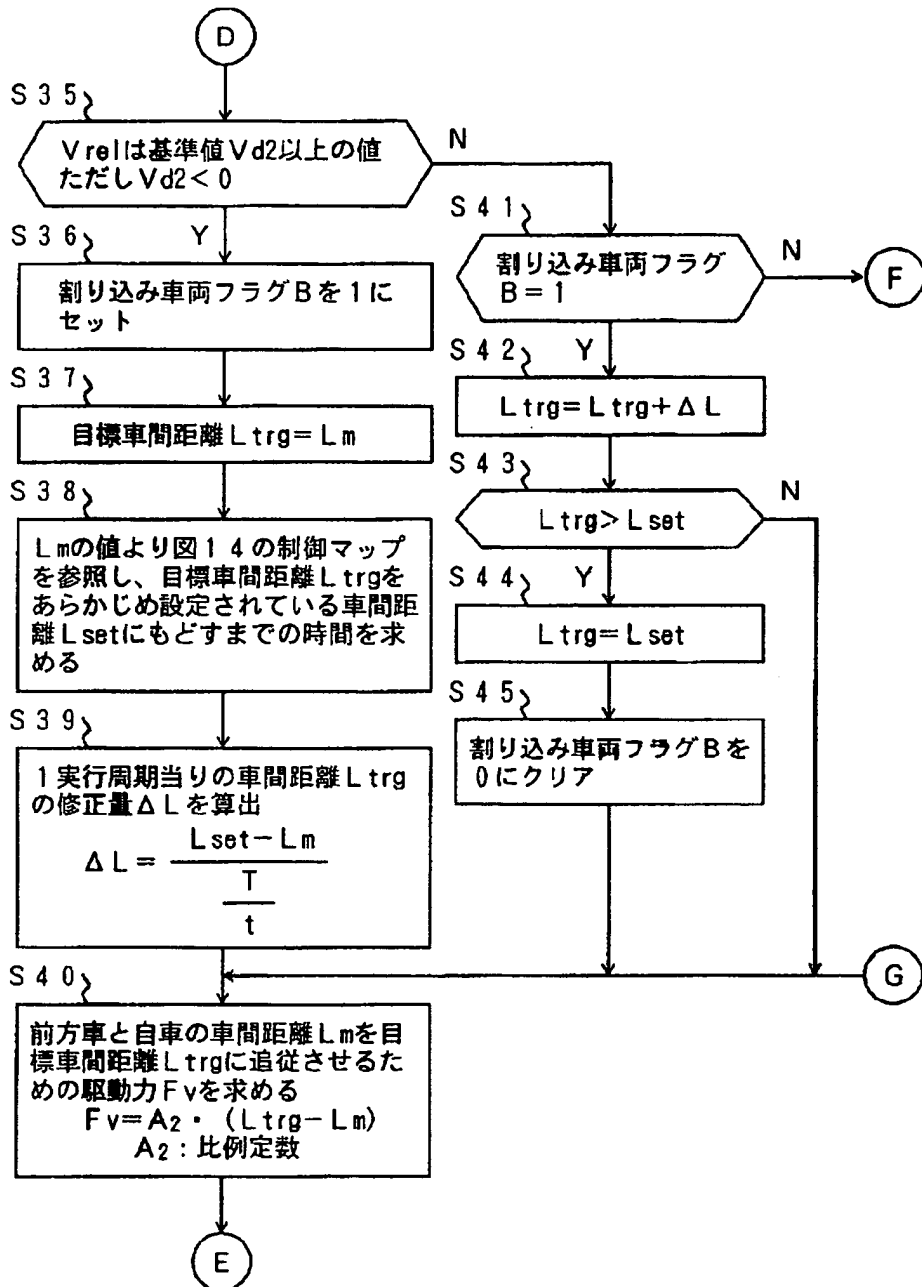 D
S35
Vrelは基準値Vd2以上の値
ただしVd2<0
N
Y
S36
割り込み車両フラグBを1に
セット
S37
目標車間距離Ltrg=Lm
S38
Lmの値より図14の制御マップ
を参照し、目標車間距離Ltrgを
あらかじめ設定されている車間距
離Lsetにもどすまでの時間を求
める
S39
1実行周期当りの車間距離Ltrg
の修正量ΔLを算出
ΔL=
Lset-Lm
T
t
S40
前方車と自車の車間距離Lmを目
標車間距離Ltrgに追従させるた
めの駆動力Fvを求める
Fv=A2・(Ltrg-Lm)
A2:比例定数
E
S41
割り込み車両フラグ
B=1
N
F
Y
S42
Ltrg=Ltrg+ΔL
S43
Ltrg>Lset
N
Y
S44
Ltrg=Lset
S45
割り込み車両フラグBを
0にクリア
G